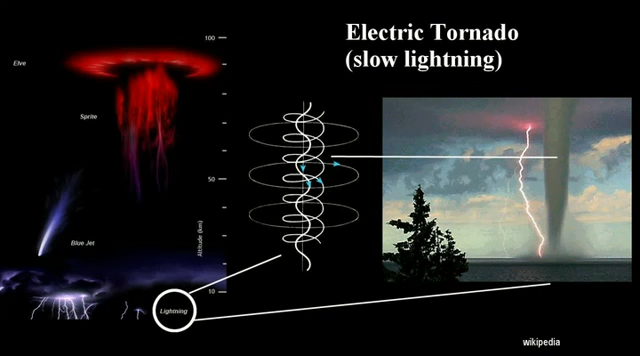 Electric Tornado
(slow lightning)
100
Elve
Sprite
50
Altitude (km)
Blue Jet
10
Lightning
wikipedia